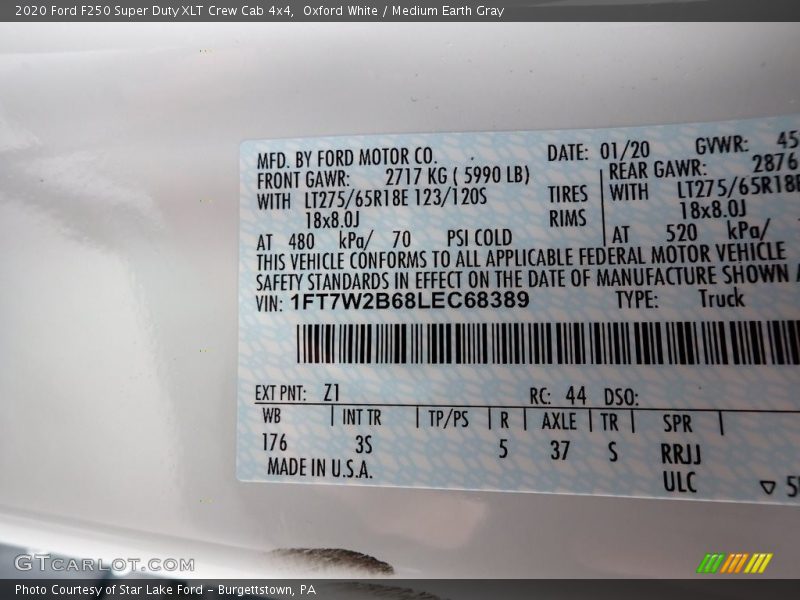 2020 Ford F250 Super Duty XLT Crew Cab 4x4, Oxford White / Medium Earth Gray
MFD. BY FORD MOTOR CO. DATE: 01/20 GVWR: 45
FRONT GAWR: 2717 KG ( 5990 LB) REAR GAWR: 2876
WITH LT275/65R18E 123/120S TIRES WITH LT275/65R18E
18x8.0J RIMS 18x8.0J
AT 480 kPa/ 70 PSI COLD AT 520 kPa/
THIS VEHICLE CONFORMS TO ALL APPLICABLE FEDERAL MOTOR VEHICLE
SAFETY STANDARDS IN EFFECT ON THE DATE OF MANUFACTURE SHOWN
VIN: 1FT7W2B68LEC68389 TYPE: Truck
EXT PNT: Z1 RC: 44 DSO:
WB INT TR TP/PS R AXLE TR SPR
176 3S 5 37 S RRJJ
MADE IN U.S.A. ULC
GTCARLOT.COM
Photo Courtesy of Star Lake Ford - Burgettstown, PA